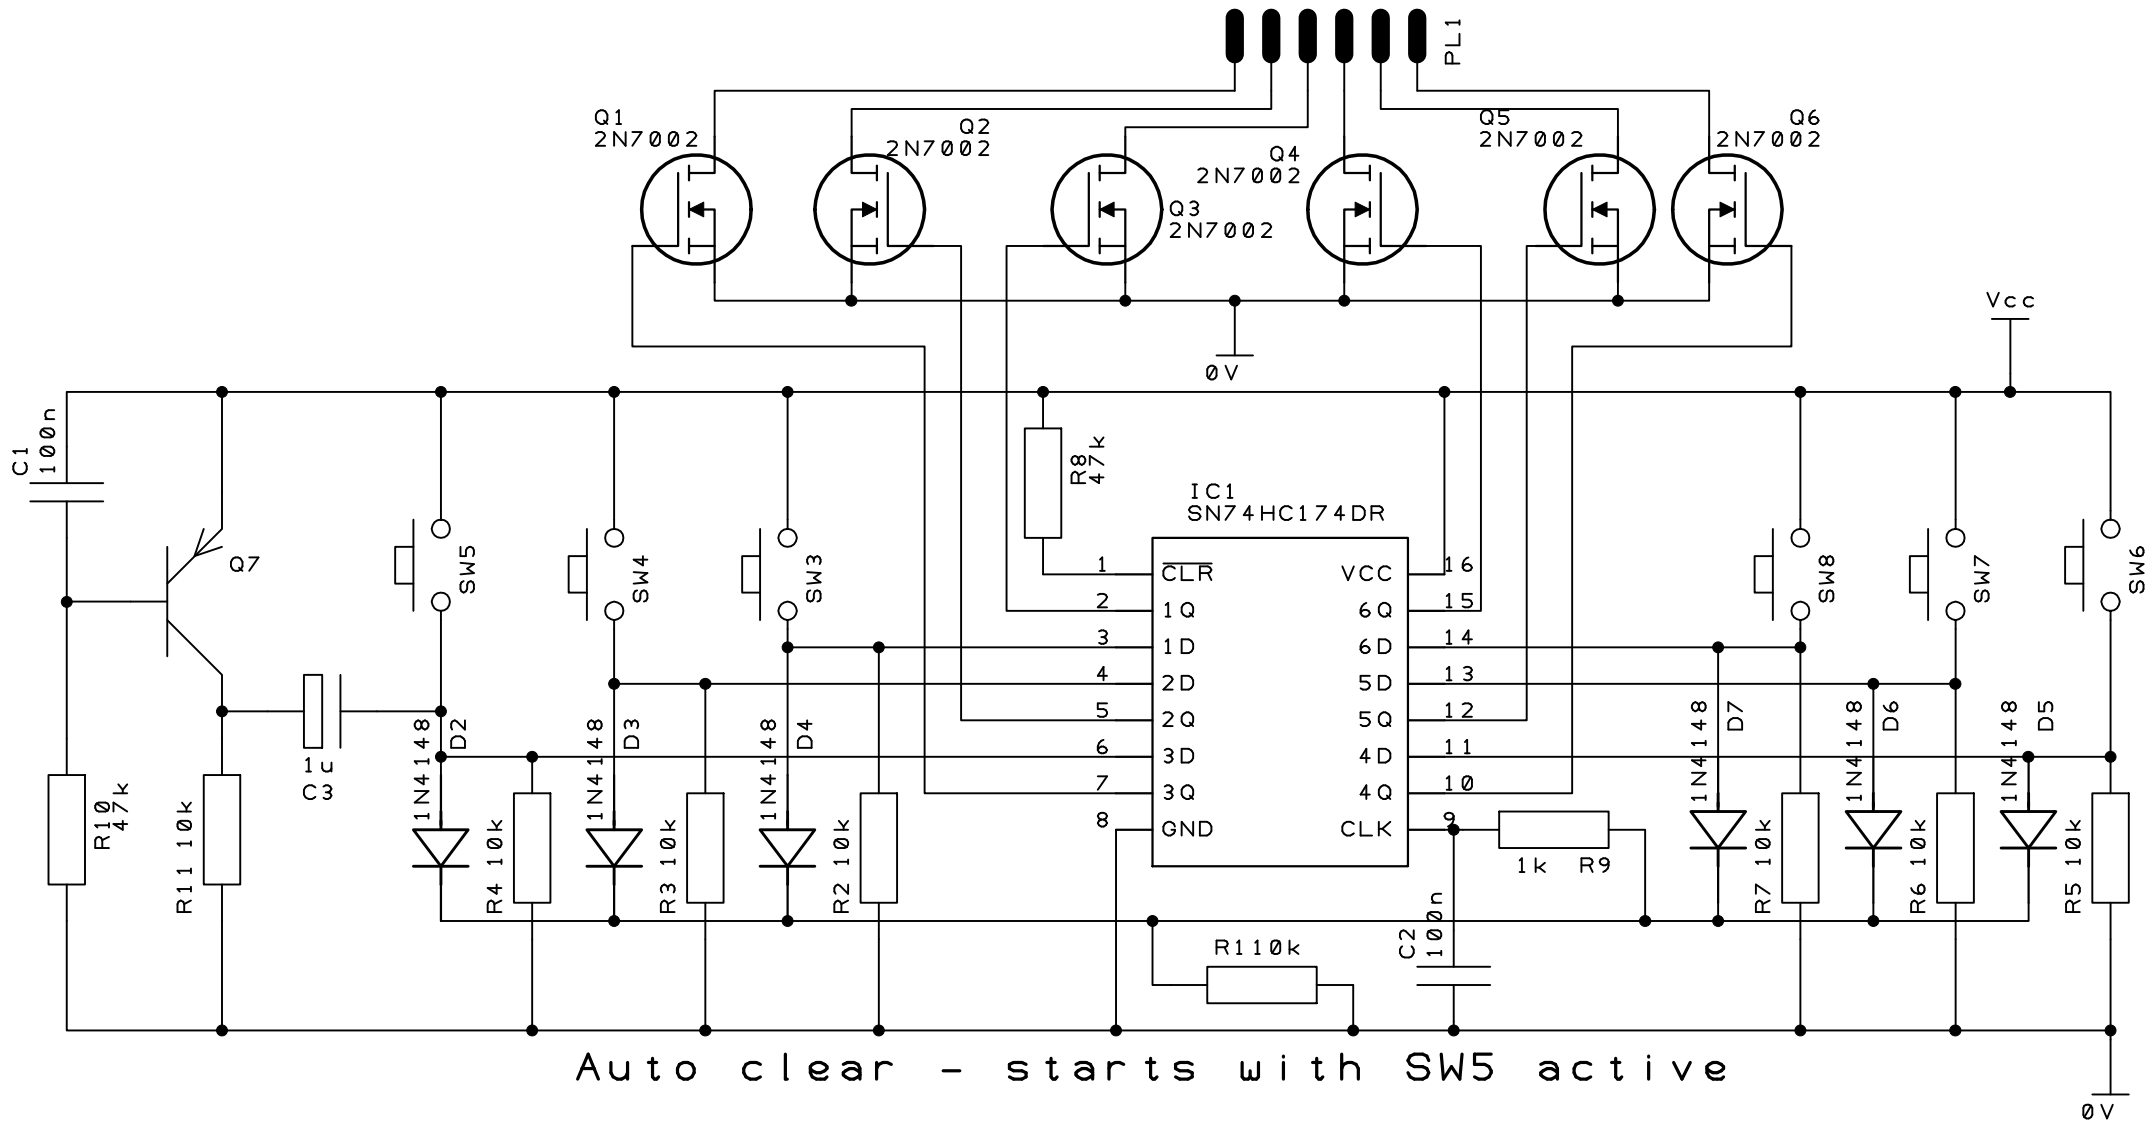 PL1
Q1
2N7002
Q2
2N7002
Q3
2N7002
Q4
2N7002
Q5
2N7002
Q6
2N7002
0V
Vcc
C1
100n
Q7
SW5
SW4
SW3
R8
47k
IC1
SN74HC174DR
1 CLR VCC 16
2 1Q 6Q 15
3 1D 6D 14
4 2D 5D 13
5 2Q 5Q 12
6 3D 4D 11
7 3Q 4Q 10
8 GND CLK 9
SW8
SW7
SW6
R10
47k
R11 10k
1u
C3
1N4148
D2
R4 10k
1N4148
D3
R3 10k
1N4148
D4
R2 10k
1k R9
R110k
C2
100n
1N4148
D7
R7 10k
1N4148
D6
R6 10k
1N4148
D5
R5 10k
Auto clear - starts with SW5 active
0V